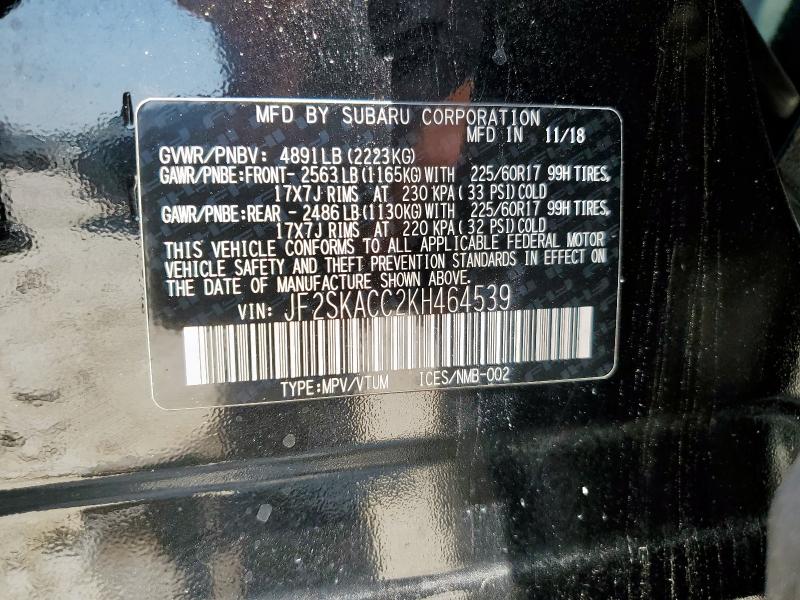 MFD BY SUBARU CORPORATION
MFD IN 11/18
GVWR/PNBV: 4891LB(2223KG)
GAWR/PNBE:FRONT- 2563LB(1165KG)WITH 225/60R17 99H TIRES,
17X7J RIMS AT 230 KPA(33 PSI)COLD
GAWR/PNBE:REAR - 2486LB(1130KG)WITH 225/60R17 99H TIRES,
17X7J RIMS AT 220 KPA(32 PSI)COLD
THIS VEHICLE CONFORMS TO ALL APPLICABLE FEDERAL MOTOR
VEHICLE SAFETY AND THEFT PREVENTION STANDARDS IN EFFECT ON
THE DATE OF MANUFACTURE SHOWN ABOVE.
VIN: JF2SKACC2KH464539
TYPE:MPV/VTUM ICES/NMB-002